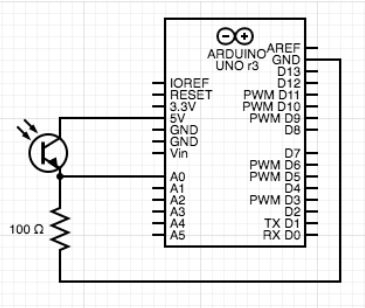 ARDUINO
UNO r3
IOREF
RESET
3.3V
5V
GND
GND
Vin
A0
A1
A2
A3
A4
A5
AREF
GND
D13
D12
PWM D11
PWM D10
PWM D9
D8
D7
PWM D6
PWM D5
D4
PWM D3
D2
TX D1
RX D0
100 Ω